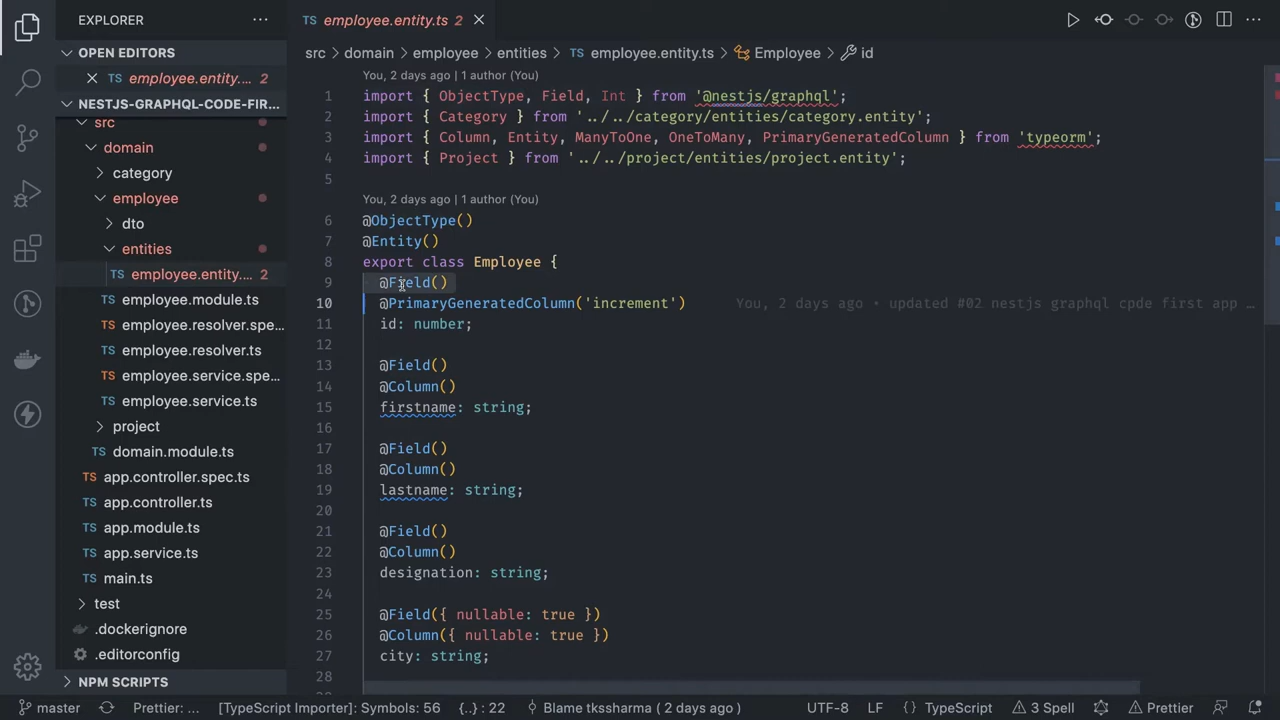 EXPLORER
employee.entity.ts 2
OPEN EDITORS
TS employee.entity.... 2
NESTJS-GRAPHQL-CODE-FIR...
src
domain
category
employee
dto
entities
TS employee.entity.... 2
TS employee.module.ts
TS employee.resolver.spe...
TS employee.resolver.ts
TS employee.service.spe...
TS employee.service.ts
project
TS domain.module.ts
TS app.controller.spec.ts
TS app.controller.ts
TS app.module.ts
TS app.service.ts
TS main.ts
test
.dockerignore
.editorconfig
NPM SCRIPTS
TS employee.entity.ts 2
src > domain > employee > entities > TS employee.entity.ts > Employee > id
You, 2 days ago | 1 author (You)
1 import { ObjectType, Field, Int } from '@nestjs/graphql';
2 import { Category } from '../../category/entities/category.entity';
3 import { Column, Entity, ManyToOne, OneToMany, PrimaryGeneratedColumn } from 'typeorm';
4 import { Project } from '../../project/entities/project.entity';
5
You, 2 days ago | 1 author (You)
6 @ObjectType()
7 @Entity()
8 export class Employee {
9 @Field()
10 @PrimaryGeneratedColumn('increment') You, 2 days ago • updated #02 nestjs graphql cpde first app …
11 id: number;
12
13 @Field()
14 @Column()
15 firstname: string;
16
17 @Field()
18 @Column()
19 lastname: string;
20
21 @Field()
22 @Column()
23 designation: string;
24
25 @Field({ nullable: true })
26 @Column({ nullable: true })
27 city: string;
28
master Prettier: ... [TypeScript Importer]: Symbols: 56 {..} : 22 Blame tkssharma ( 2 days ago ) UTF-8 LF { } TypeScript 3 Spell Prettier